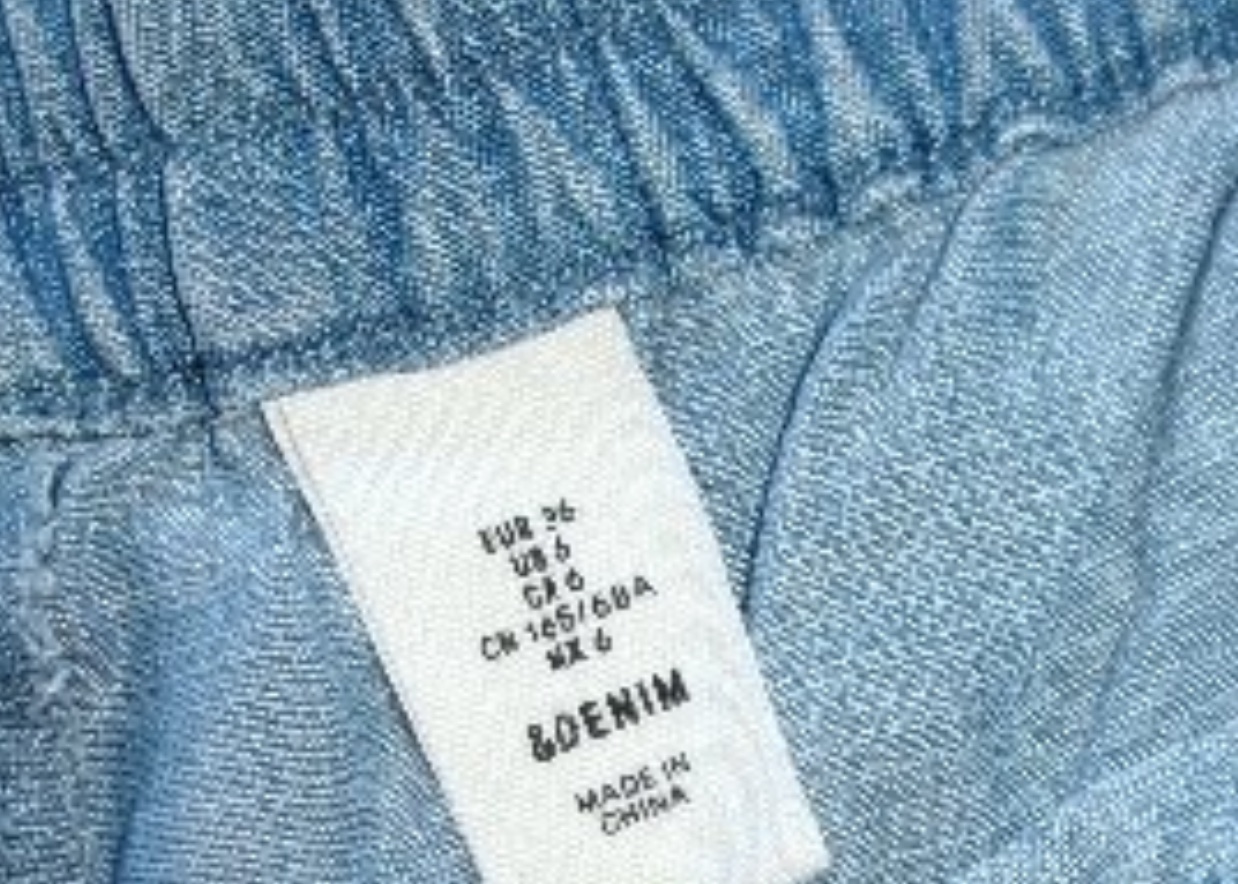 EUR 36
US 6
CA 6
CN 165/68A
MX 6
&DENIM
MADE IN
CHINA